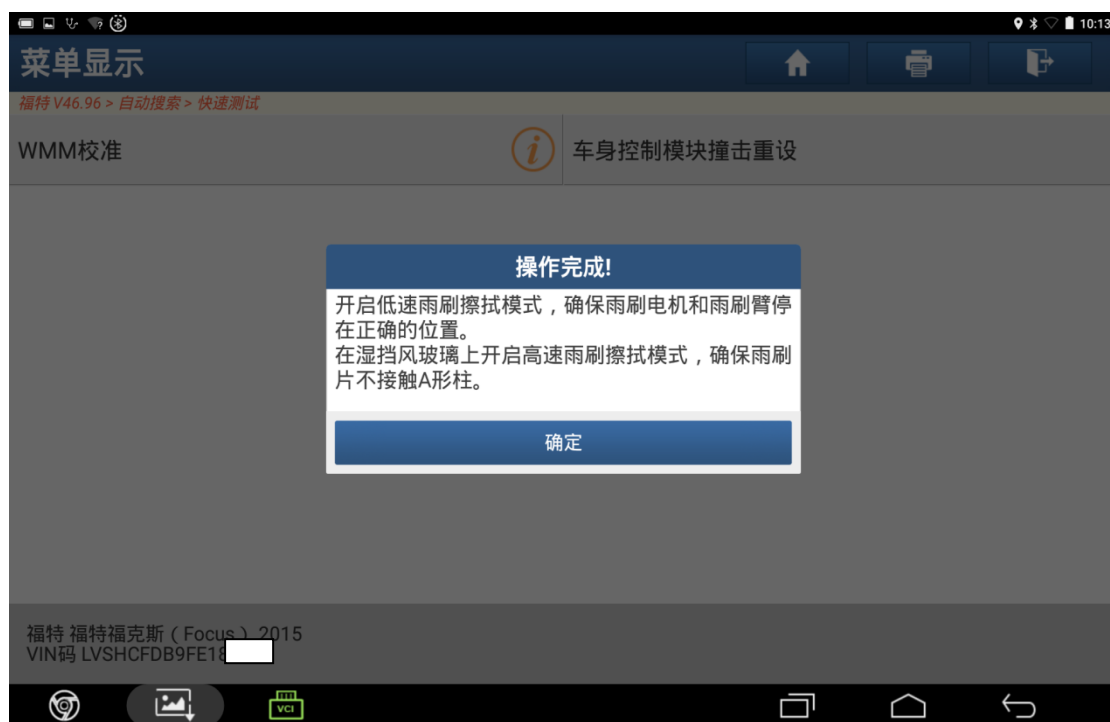 10:13
菜单显示
福特 V46.96 > 自动搜索 > 快速测试
WMM校准
车身控制模块撞击重设
操作完成!
开启低速雨刷擦拭模式，确保雨刷电机和雨刷臂停
在正确的位置。
在湿挡风玻璃上开启高速雨刷擦拭模式，确保雨刷
片不接触A形柱。
确定
福特 福特福克斯（Focus） 2015
VIN码 LVSHCFDB9FE18
VCI